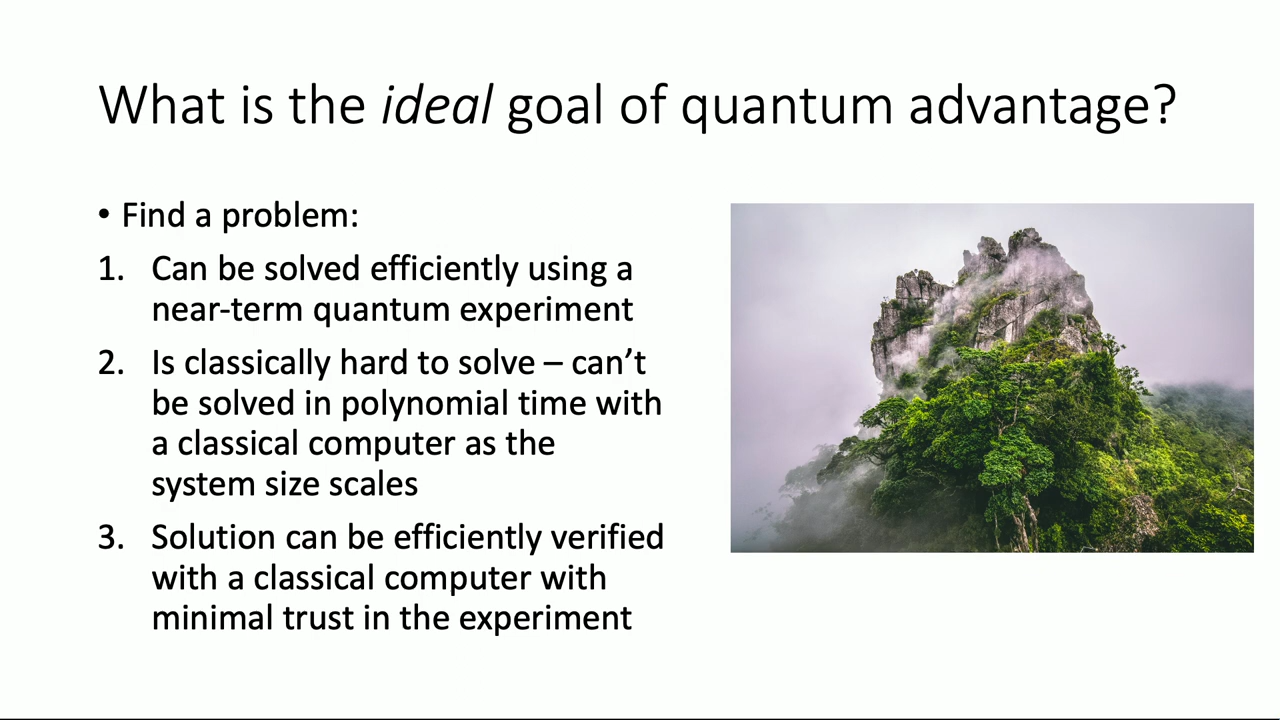 What is the ideal goal of quantum advantage?
• Find a problem:
1. Can be solved efficiently using a
near-term quantum experiment
2. Is classically hard to solve – can’t
be solved in polynomial time with
a classical computer as the
system size scales
3. Solution can be efficiently verified
with a classical computer with
minimal trust in the experiment